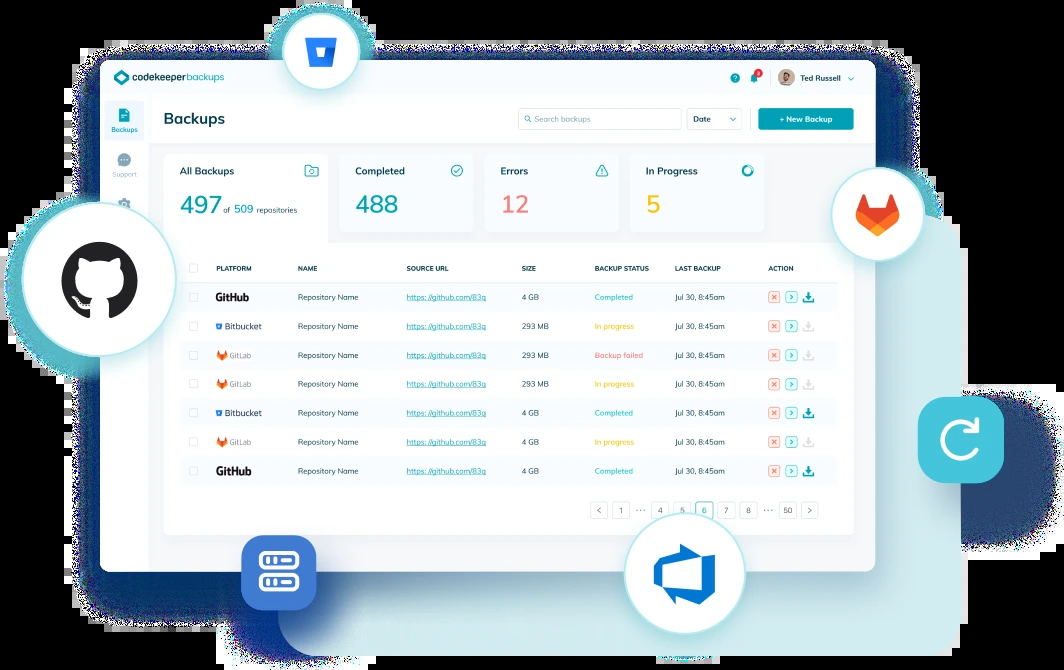 codekeeperbackups
3
Ted Russell
Backups
Support
Backups
Search backups
Date
+ New Backup
All Backups
497 of 509 repositories
Completed
488
Errors
12
In Progress
5
PLATFORM NAME SOURCE URL SIZE BACKUP STATUS LAST BACKUP ACTION
GitHub Repository Name https: //github.com/83q 4 GB Completed Jul 30, 8:45am
Bitbucket Repository Name https: //github.com/83q 293 MB In progress Jul 30, 8:45am
GitLab Repository Name https: //github.com/83q 293 MB Backup failed Jul 30, 8:45am
GitLab Repository Name https: //github.com/83q 293 MB In progress Jul 30, 8:45am
Bitbucket Repository Name https: //github.com/83q 4 GB Completed Jul 30, 8:45am
GitLab Repository Name https: //github.com/83q 4 GB In progress Jul 30, 8:45am
GitHub Repository Name https: //github.com/83q 4 GB Completed Jul 30, 8:45am
< 1 ··· 4 5 6 7 8 ··· 50 >